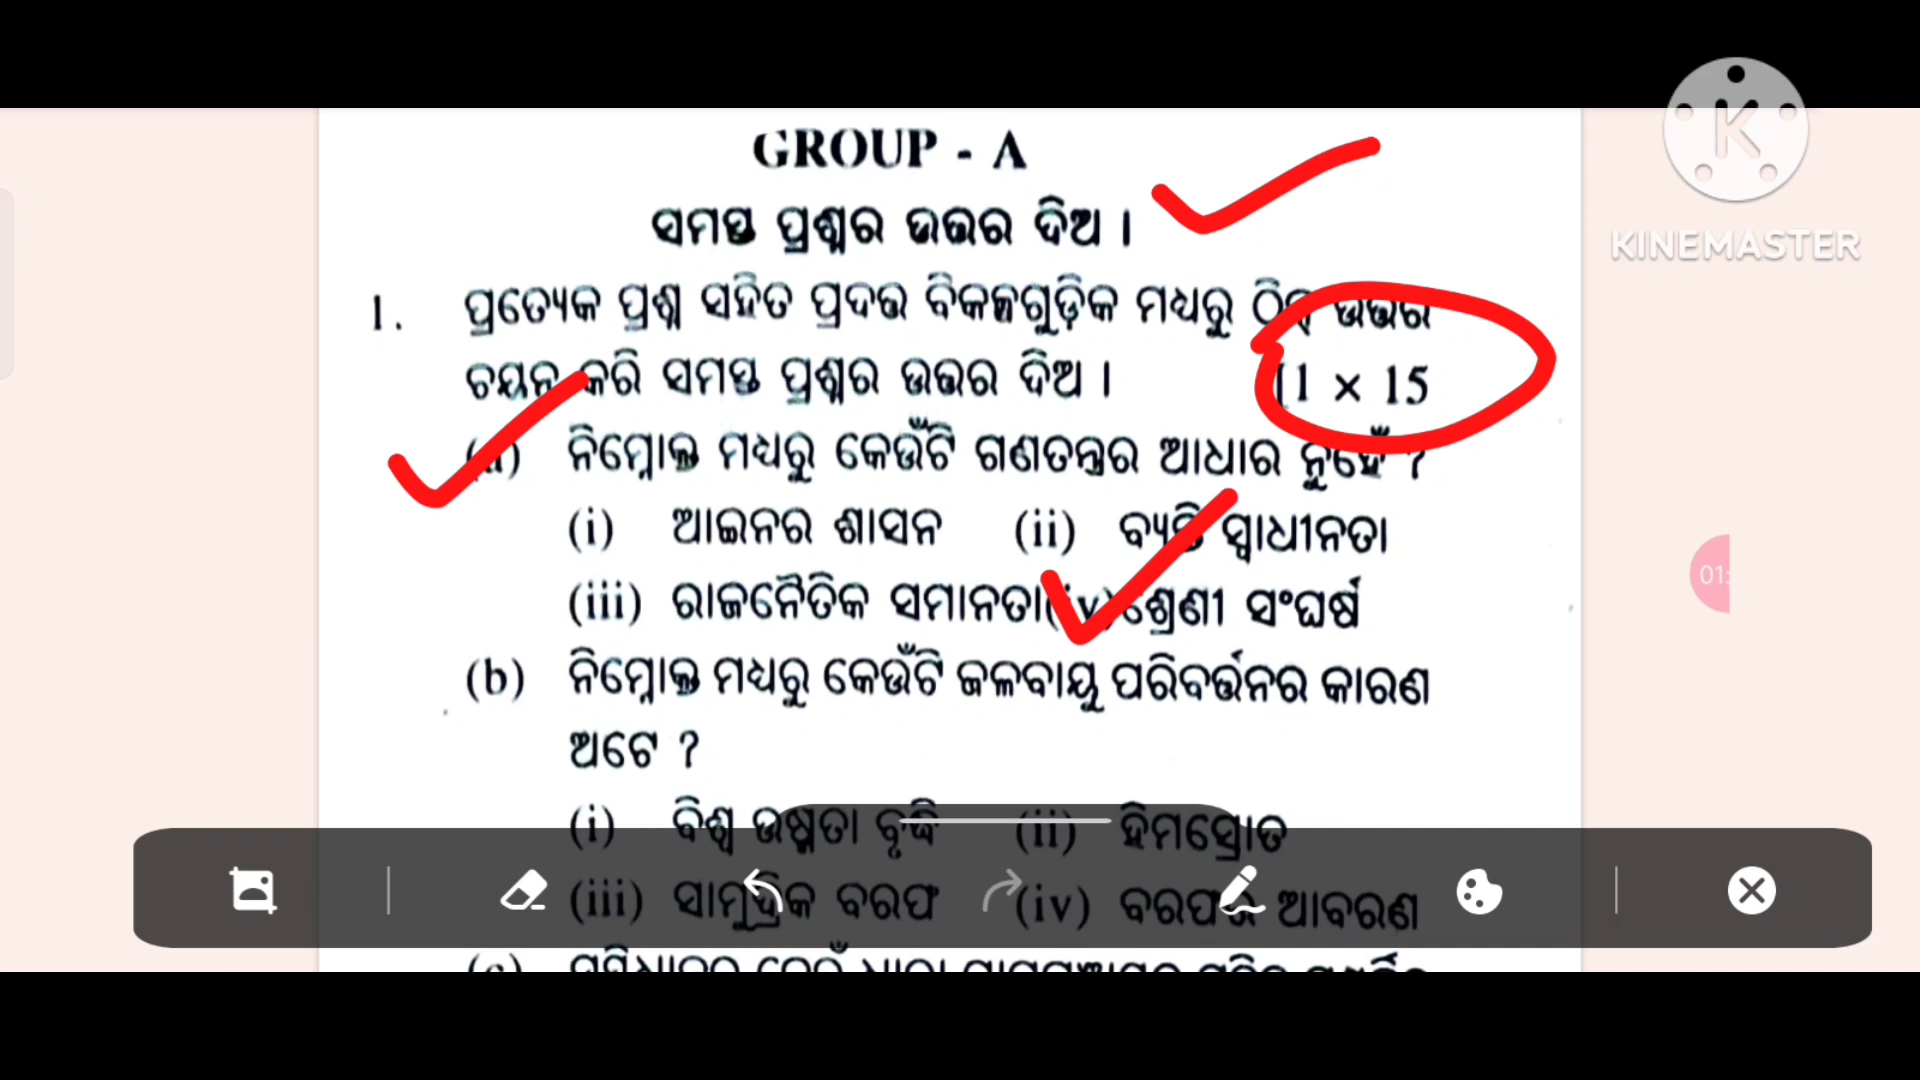 GROUP - A
ସମସ୍ତ ପ୍ରଶ୍ନର ଉତ୍ତର ଦିଅ ।
KINEMASTER
1. ପ୍ରତ୍ୟେକ ପ୍ରଶ୍ନ ସହିତ ପ୍ରଦତ୍ତ ବିକଳ୍ପଗୁଡ଼ିକ ମଧ୍ୟରୁ ଠିକ୍ ଉତ୍ତର
ଚୟନ କରି ସମସ୍ତ ପ୍ରଶ୍ନର ଉତ୍ତର ଦିଅ । [1 × 15
(a) ନିମ୍ନୋକ୍ତ ମଧ୍ୟରୁ କେଉଁଟି ଗଣତନ୍ତ୍ରର ଆଧାର ନୁହେଁ ?
(i) ଆଇନର ଶାସନ (ii) ବ୍ୟକ୍ତି ସ୍ୱାଧୀନତା
(iii) ରାଜନୈତିକ ସମାନତା (iv) ଶ୍ରେଣୀ ସଂଘର୍ଷ
(b) ନିମ୍ନୋକ୍ତ ମଧ୍ୟରୁ କେଉଁଟି ଜଳବାୟୁ ପରିବର୍ତ୍ତନର କାରଣ
ଅଟେ ?
(i) ବିଶ୍ୱ ଉଷ୍ମତା ବୃଦ୍ଧି (ii) ହିମସ୍ରୋତ
(iii) ସାମୁଦ୍ରିକ ବରଫ (iv) ବରଫର ଆବରଣ